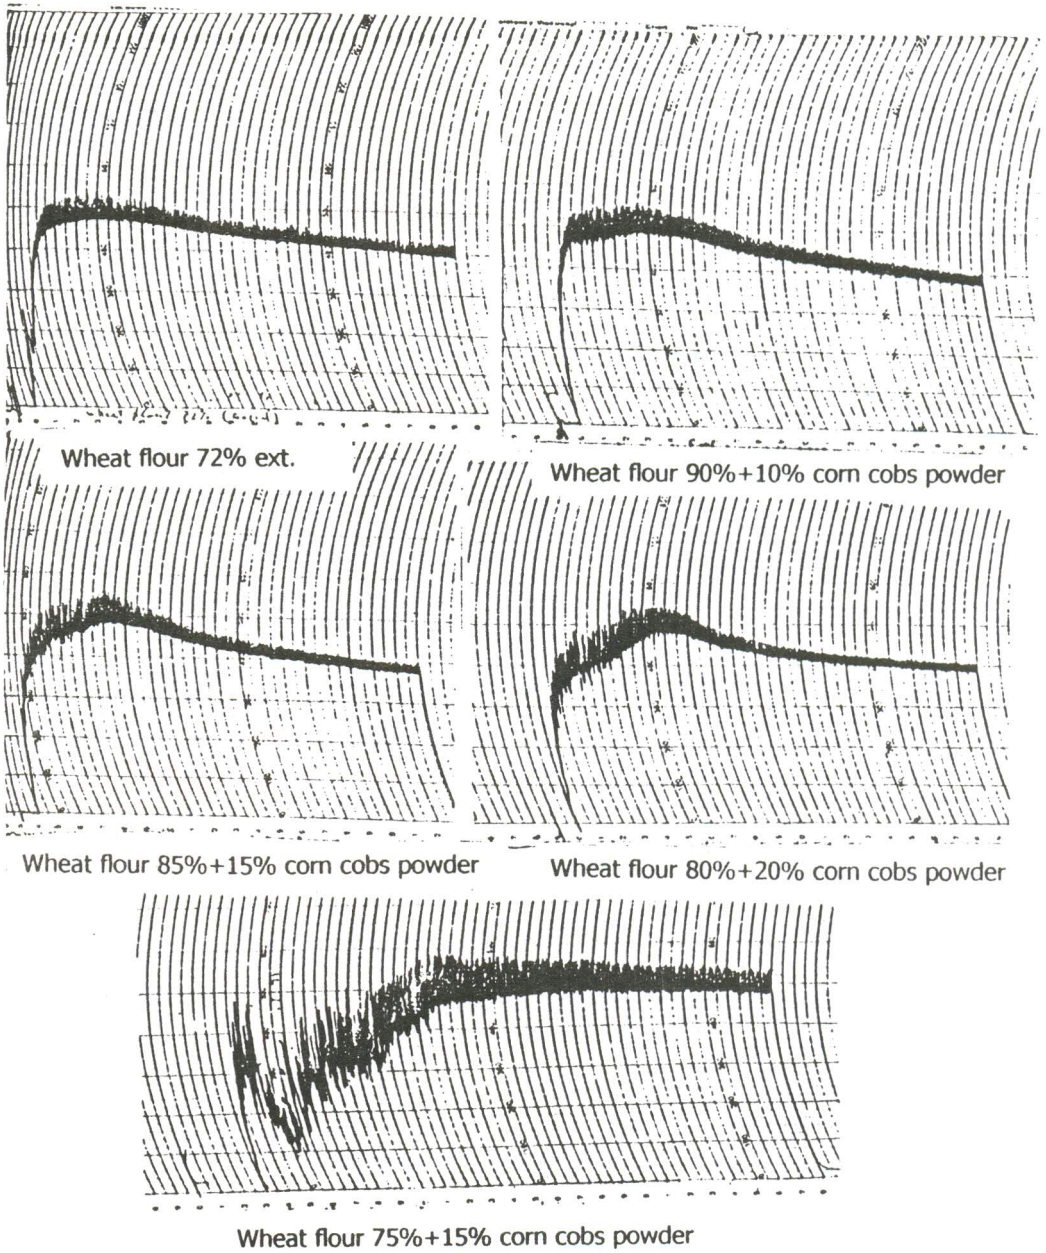 Wheat flour 72% ext.
Wheat flour 90%+10% corn cobs powder
Wheat flour 85%+15% corn cobs powder
Wheat flour 80%+20% corn cobs powder
Wheat flour 75%+15% corn cobs powder